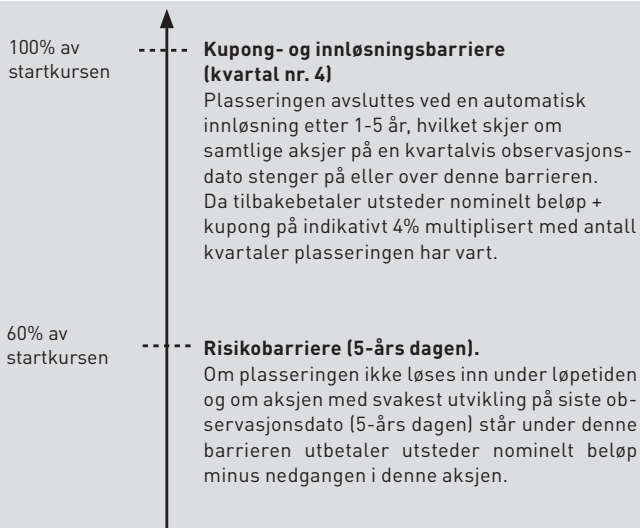 100% av
startkursen
Kupong- og innløsningsbarriere
(kvartal nr. 4)
Plasseringen avsluttes ved en automatisk
innløsning etter 1-5 år, hvilket skjer om
samtlige aksjer på en kvartalvis observasjons-
dato stenger på eller over denne barrieren.
Da tilbakebetaler utsteder nominelt beløp +
kupong på indikativt 4% multiplisert med antall
kvartaler plasseringen har vart.
60% av
startkursen
Risikobarriere (5-års dagen).
Om plasseringen ikke løses inn under løpetiden
og om aksjen med svakest utvikling på siste ob-
servasjonsdato (5-års dagen) står under denne
barrieren utbetaler utsteder nominelt beløp
minus nedgangen i denne aksjen.